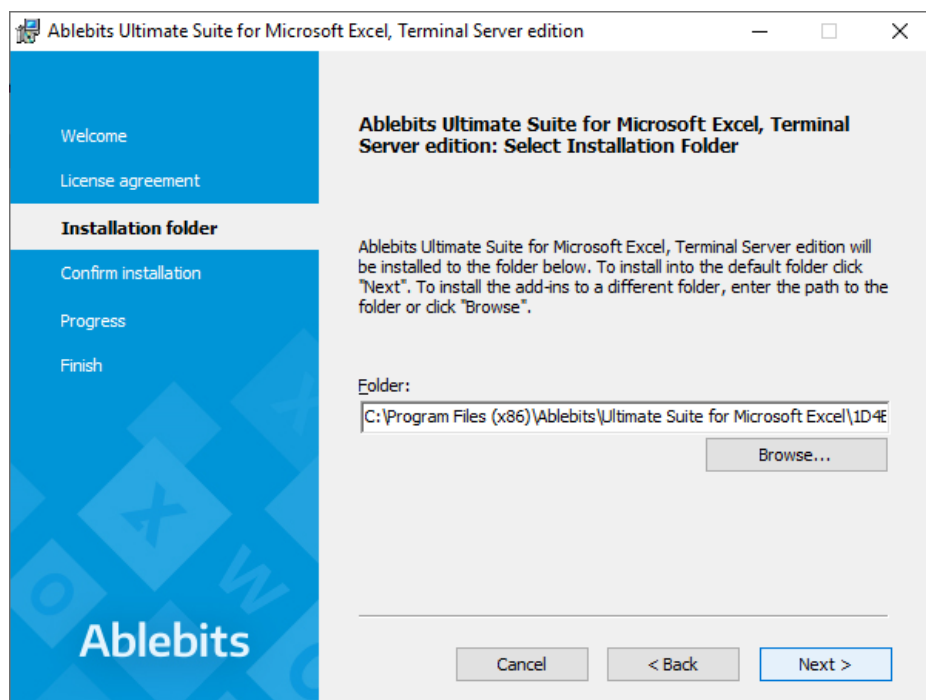 Ablebits Ultimate Suite for Microsoft Excel, Terminal Server edition
Welcome
License agreement
Installation folder
Confirm installation
Progress
Finish
Ablebits
Ablebits Ultimate Suite for Microsoft Excel, Terminal
Server edition: Select Installation Folder
Ablebits Ultimate Suite for Microsoft Excel, Terminal Server edition will
be installed to the folder below. To install into the default folder click
"Next". To install the add-ins to a different folder, enter the path to the
folder or click "Browse".
Folder:
C:\Program Files (x86)\Ablebits\Ultimate Suite for Microsoft Excel\1D4E
Browse...
Cancel
< Back
Next >
X
W
O
X